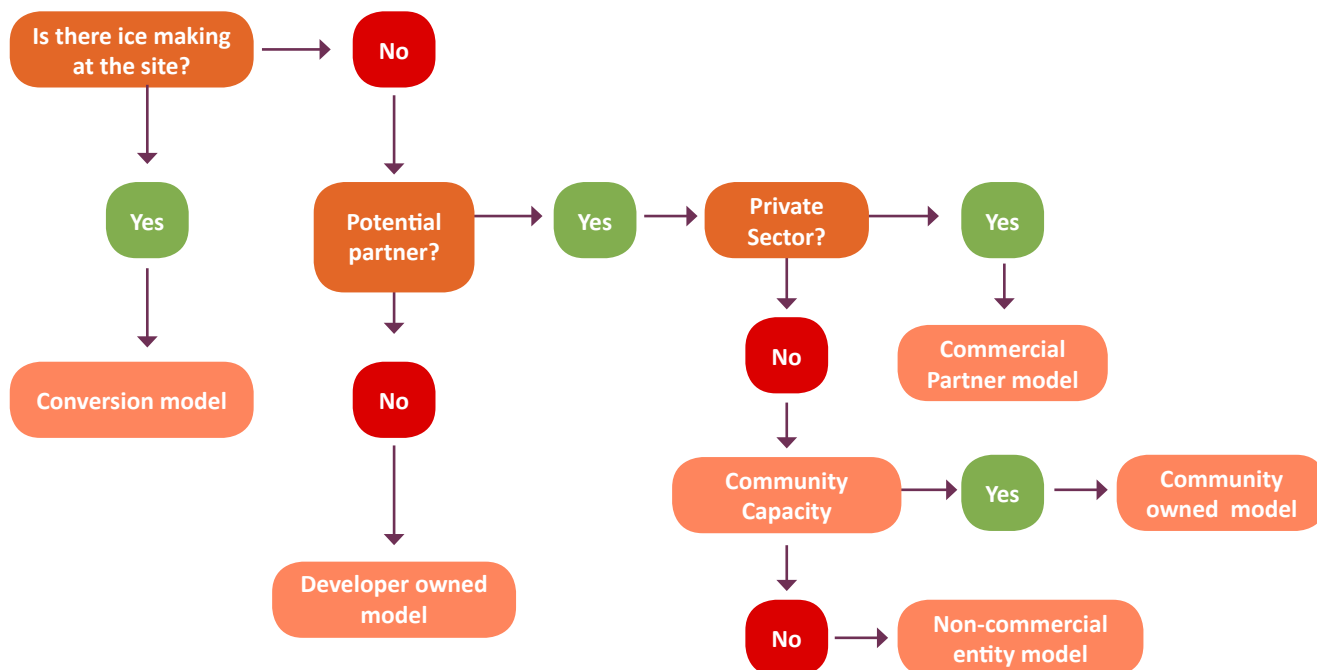 Is there ice making
at the site?
No
Yes
Potential
partner?
Yes
Private
Sector?
Yes
No
Commercial
Partner model
Conversion model
No
Community
Capacity
Yes
Community
owned model
Developer owned
model
No
Non-commercial
entity model